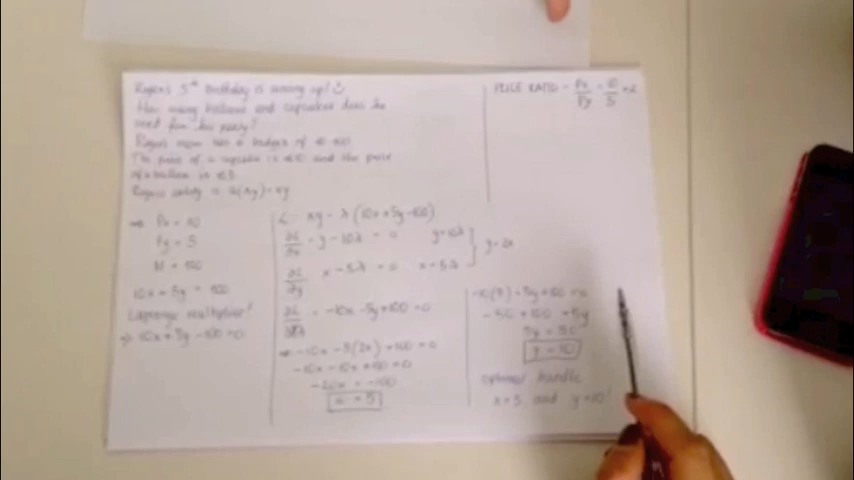 Rogers 5th Birthday is coming up! ☺
How many balloons and cupcakes does he
need for his party?
Rogers mom has a budget of € 100
The price of a cupcake is €10 and the price
of a balloon is €5
Rogers utility is u(x,y) = xy
=> Px = 10
Py = 5
M = 100
10x + 5y = 100
Lagrange multiplier!
=> 10x + 5y - 100 = 0
L: xy - λ(10x + 5y - 100)
∂L/∂x = y - 10λ = 0 y = 10λ
y = 2x
∂L/∂y x - 5λ = 0 x = 5λ
= -10x - 5y + 100 = 0
=> -10x - 5(2x) + 100 = 0
-10x - 10x + 100 = 0
-20x = -100
x = 5
-10(5) - 5y + 100 = 0
-50 + 100 = 5y
5y = 50
y = 10
optimal bundle
x = 5 and y = 10!
PRICE RATIO = Px/Py = 10/5 = 2